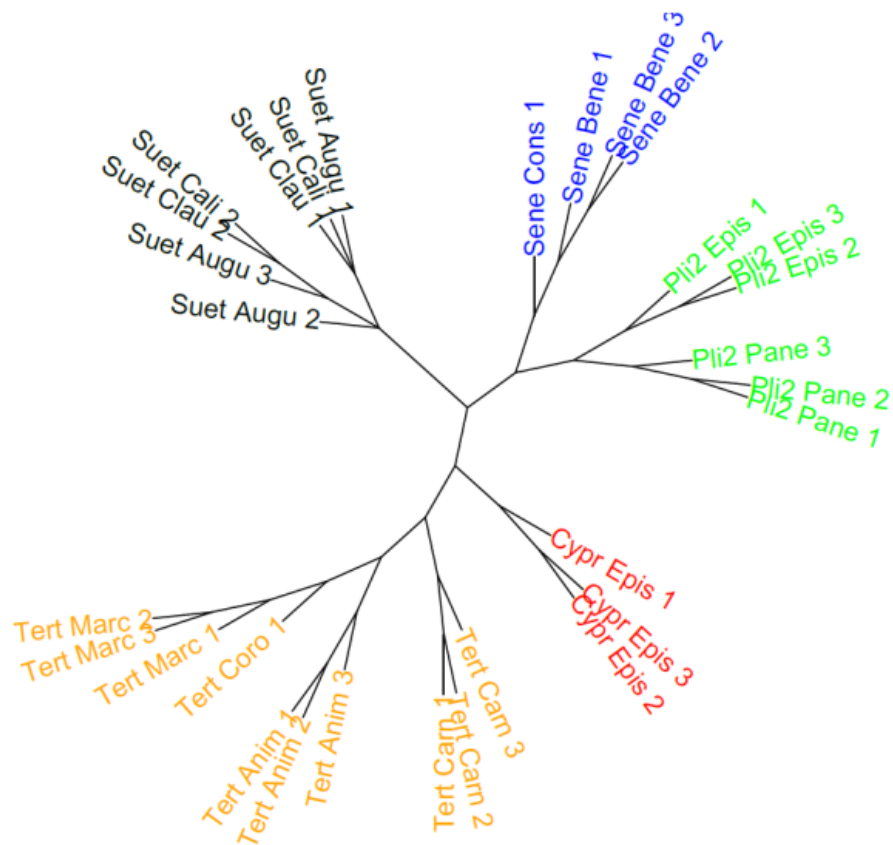 Suet Augu 1
Suet Cali 1
Suet Clau 1
Suet Cali 2
Suet Clau 2
Suet Augu 3
Suet Augu 2
Sene Cons 1
Sene Bene 1
Sene Bene 3
Sene Bene 2
Pli2 Epis 1
Pli2 Epis 3
Pli2 Epis 2
Pli2 Pane 3
Pli2 Pane 2
Pli2 Pane 1
Cypr Epis 1
Cypr Epis 3
Cypr Epis 2
Tert Carn 3
Tert Carn 2
Tert Carn 1
Tert Anim 3
Tert Anim 2
Tert Anim 1
Tert Coro 1
Tert Marc 1
Tert Marc 3
Tert Marc 2